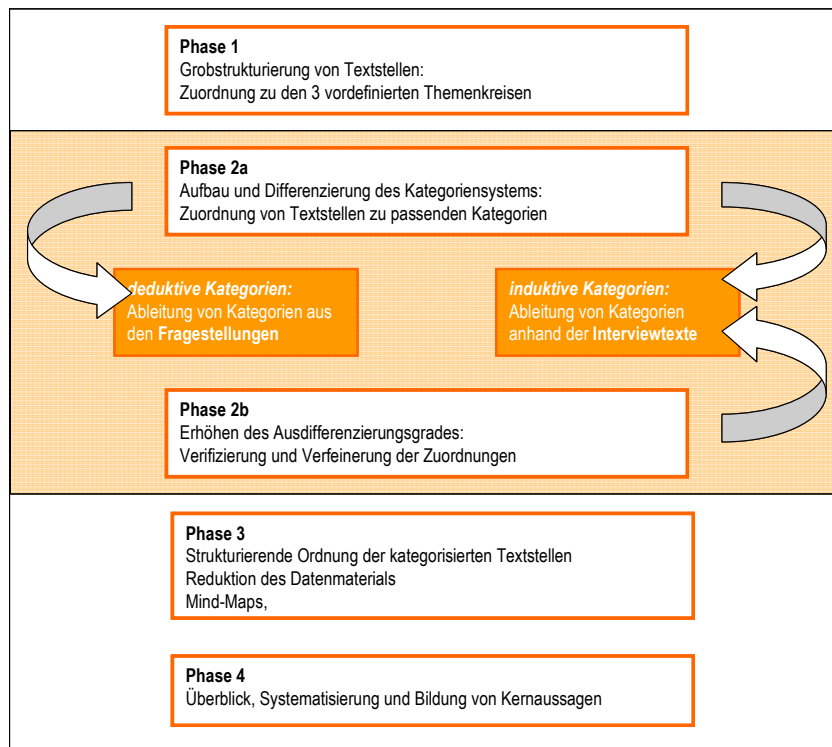 Phase 1
Grobstrukturierung von Textstellen:
Zuordnung zu den 3 vordefinierten Themenkreisen
Phase 2a
Aufbau und Differenzierung des Kategoriensystems:
Zuordnung von Textstellen zu passenden Kategorien
deduktive Kategorien:
Ableitung von Kategorien aus
den Fragestellungen
induktive Kategorien:
Ableitung von Kategorien
anhand der Interviewtexte
Phase 2b
Erhöhen des Ausdifferenzierungsgrades:
Verifizierung und Verfeinerung der Zuordnungen
Phase 3
Strukturierende Ordnung der kategorisierten Textstellen
Reduktion des Datenmaterials
Mind-Maps,
Phase 4
Überblick, Systematisierung und Bildung von Kernaussagen